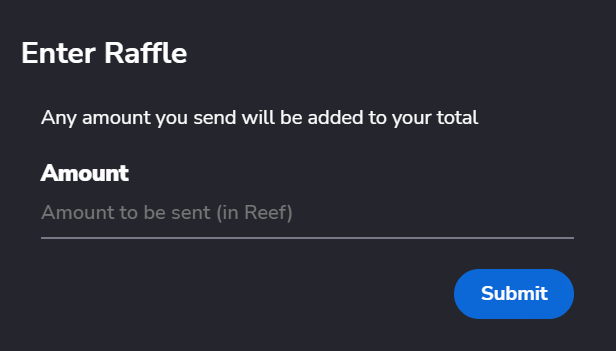 Enter Raffle
Any amount you send will be added to your total
Amount
Amount to be sent (in Reef)
Submit